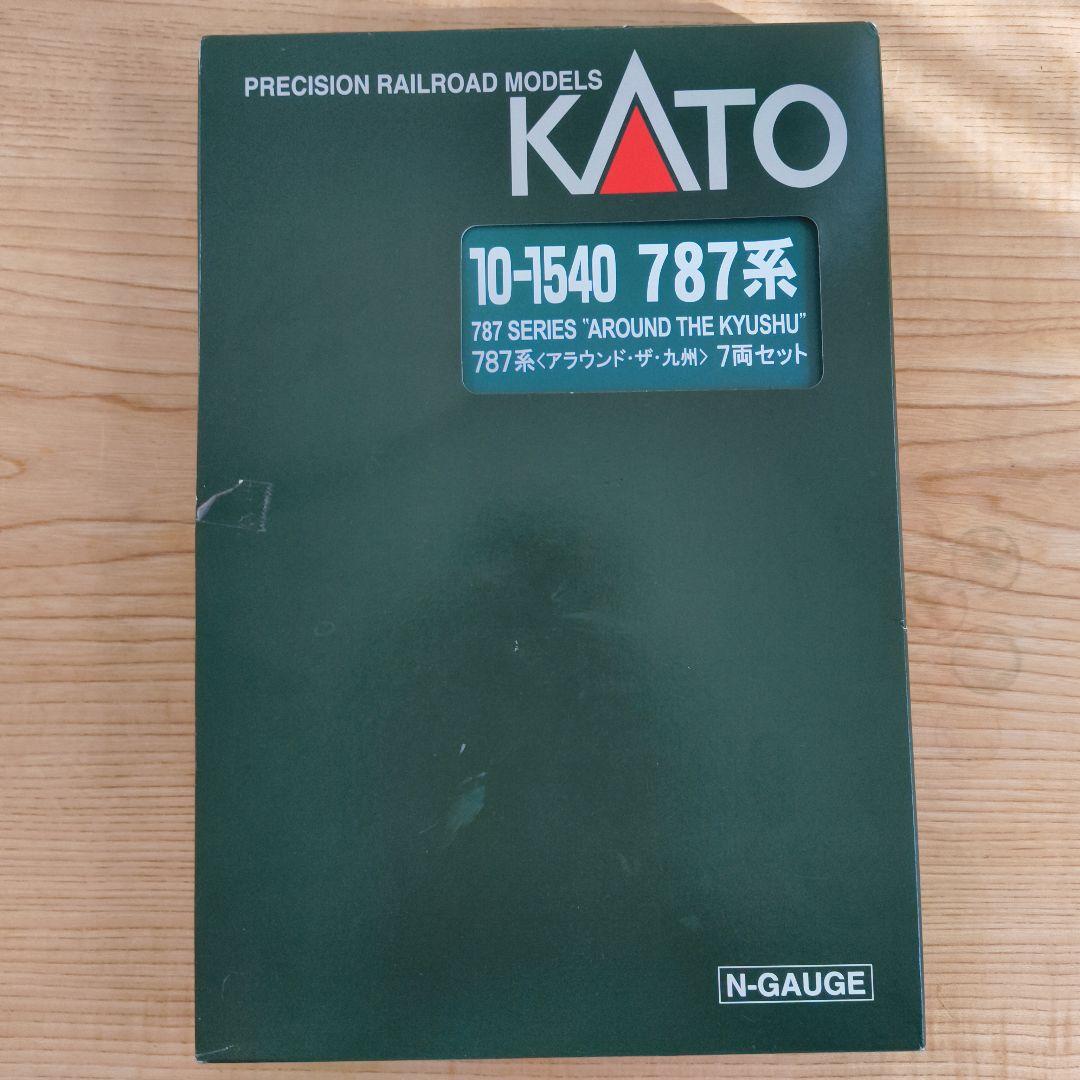 PRECISION RAILROAD MODELS
KATO
10-1540 787系
787 SERIES "AROUND THE KYUSHU"
787系〈アラウンド・ザ・九州〉 7両セット
N-GAUGE